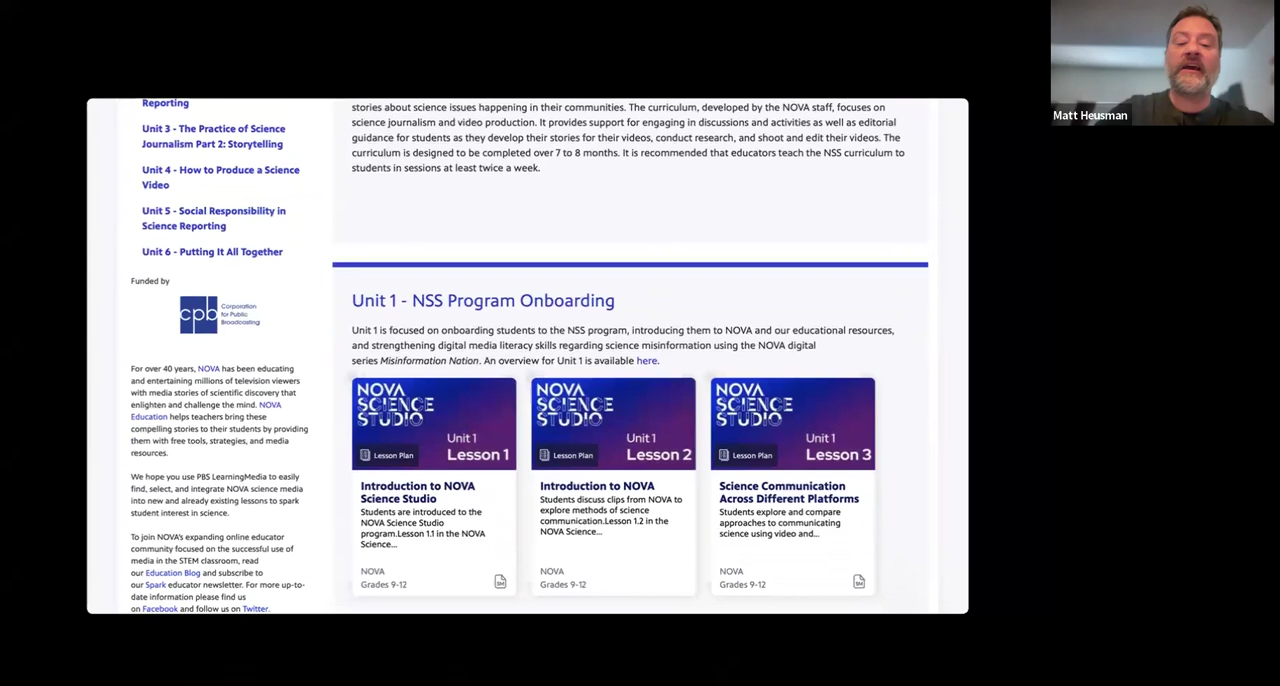 Reporting
Unit 3 - The Practice of Science
Journalism Part 2: Storytelling
Unit 4 - How to Produce a Science
Video
Unit 5 - Social Responsibility in
Science Reporting
Unit 6 - Putting It All Together
Funded by
cpb Corporation
for Public
Broadcasting
For over 40 years, NOVA has been educating
and entertaining millions of television viewers
with media stories of scientific discovery that
enlighten and challenge the mind. NOVA
Education helps teachers bring these
compelling stories to their students by providing
them with free tools, strategies, and media
resources.
We hope you use PBS LearningMedia to easily
find, select, and integrate NOVA science media
into new and already existing lessons to spark
student interest in science.
To join NOVA's expanding online educator
community focused on the successful use of
media in the STEM classroom, read
our Education Blog and subscribe to
our Spark educator newsletter. For more up-to-
date information please find us
on Facebook and follow us on Twitter.
stories about science issues happening in their communities. The curriculum, developed by the NOVA staff, focuses on
science journalism and video production. It provides support for engaging in discussions and activities as well as editorial
guidance for students as they develop their stories for their videos, conduct research, and shoot and edit their videos. The
curriculum is designed to be completed over 7 to 8 months. It is recommended that educators teach the NSS curriculum to
students in sessions at least twice a week.
Unit 1 - NSS Program Onboarding
Unit 1 is focused on onboarding students to the NSS program, introducing them to NOVA and our educational resources,
and strengthening digital media literacy skills regarding science misinformation using the NOVA digital
series Misinformation Nation. An overview for Unit 1 is available here.
NOVA
SCIENCE
STUDIO
Unit 1
Lesson Plan
Lesson 1
Introduction to NOVA
Science Studio
Students are introduced to the
NOVA Science Studio
program.Lesson 1.1 in the NOVA
Science...
NOVA
Grades 9-12
SM
NOVA
SCIENCE
STUDIO
Unit 1
Lesson Plan
Lesson 2
Introduction to NOVA
Students discuss clips from NOVA to
explore methods of science
communication.Lesson 1.2 in the
NOVA Science...
NOVA
Grades 9-12
NOVA
SCIENCE
STUDIO
Unit 1
Lesson Plan
Lesson 3
Science Communication
Across Different Platforms
Students explore and compare
approaches to communicating
science using video and...
NOVA
Grades 9-12
SM
Matt Heusman